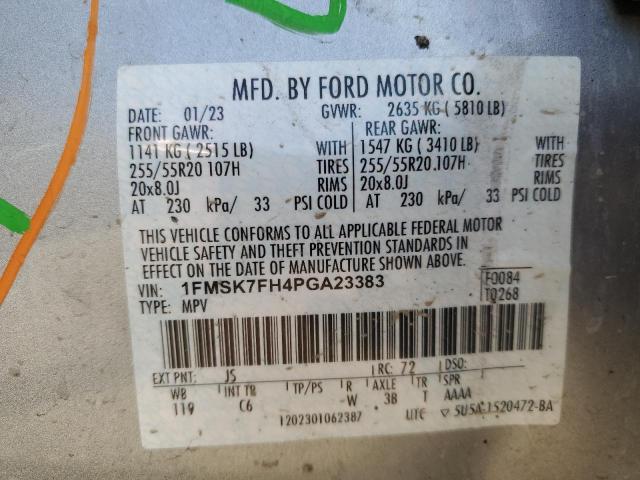 MFD. BY FORD MOTOR CO.
DATE: 01/23 GVWR: 2635 KG ( 5810 LB)
FRONT GAWR: REAR GAWR:
1141 KG ( 2515 LB) WITH 1547 KG ( 3410 LB) WITH
255/55R20 107H TIRES 255/55R20 107H TIRES
20x8.0J RIMS 20x8.0J RIMS
AT 230 kPa/ 33 PSI COLD AT 230 kPa/ 33 PSI COLD
THIS VEHICLE CONFORMS TO ALL APPLICABLE FEDERAL MOTOR
VEHICLE SAFETY AND THEFT PREVENTION STANDARDS IN
EFFECT ON THE DATE OF MANUFACTURE SHOWN ABOVE.
VIN: 1FMSK7FH4PGA23383 F0084
TYPE: MPV T0268
EXT PNT: JS RC: 72 DSO:
WB INT TR TP/PS R AXLE TR SPR
119 C6 W 3B T AAAA
1202301062387 UTC ▽ 5U5A-1520472-BA